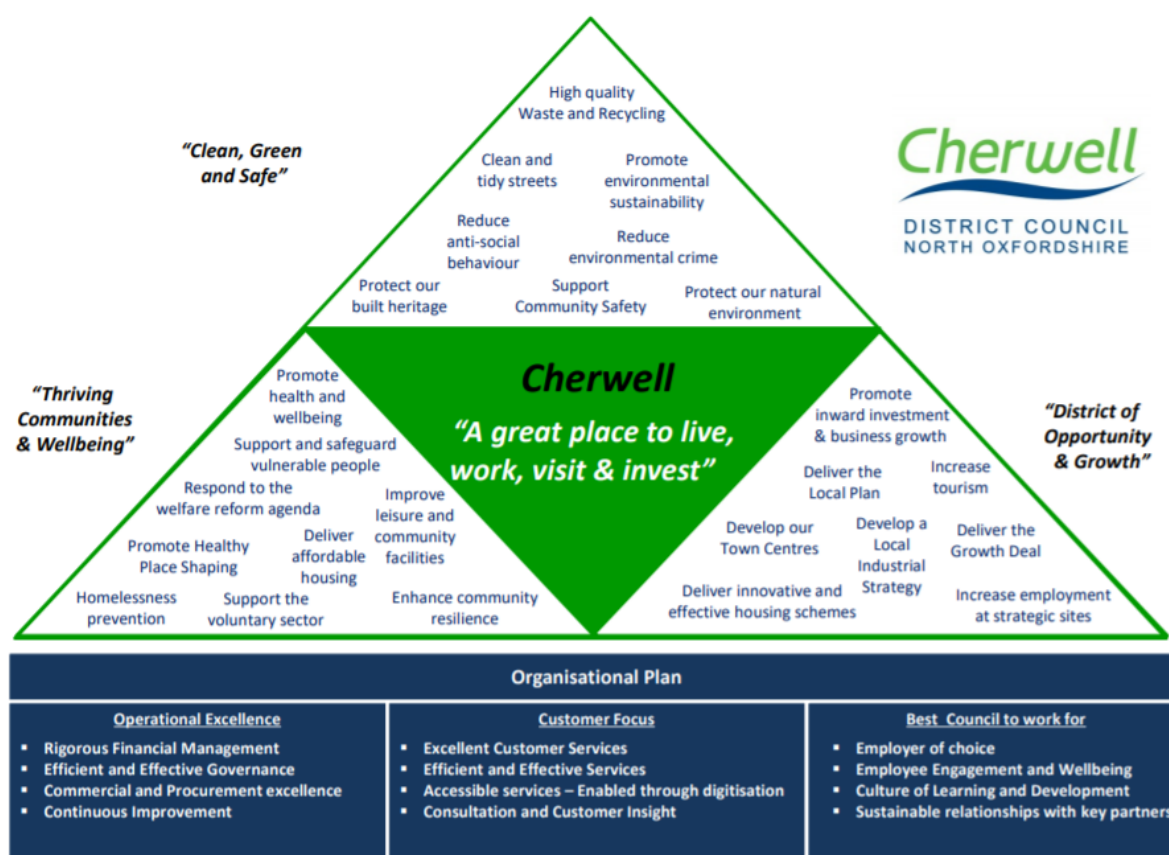 High quality
Waste and Recycling
"Clean, Green
and Safe"
Clean and
tidy streets
Promote
environmental
sustainability
Reduce
anti-social
behaviour
Reduce
environmental crime
Protect our
built heritage
Support
Community Safety
Protect our natural
environment
Cherwell
DISTRICT COUNCIL
NORTH OXFORDSHIRE
"Thriving
Communities
& Wellbeing"
Promote
health and
wellbeing
Support and safeguard
vulnerable people
Respond to the
welfare reform agenda
Improve
leisure and
community
facilities
Promote Healthy
Place Shaping
Deliver
affordable
housing
Homelessness
prevention
Support the
voluntary sector
Enhance community
resilience
Cherwell
"A great place to live,
work, visit & invest"
Promote
inward investment
& business growth
"District of
Opportunity
& Growth"
Deliver the
Local Plan
Increase
tourism
Develop our
Town Centres
Develop a
Local
Industrial
Strategy
Deliver the
Growth Deal
Deliver innovative and
effective housing schemes
Increase employment
at strategic sites
Organisational Plan
Operational Excellence
▪ Rigorous Financial Management
▪ Efficient and Effective Governance
▪ Commercial and Procurement excellence
▪ Continuous Improvement
Customer Focus
▪ Excellent Customer Services
▪ Efficient and Effective Services
▪ Accessible services – Enabled through digitisation
▪ Consultation and Customer Insight
Best Council to work for
▪ Employer of choice
▪ Employee Engagement and Wellbeing
▪ Culture of Learning and Development
▪ Sustainable relationships with key partners